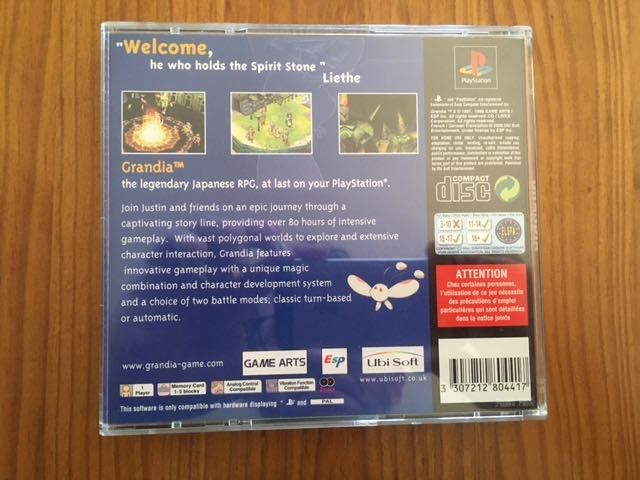 "Welcome,
he who holds the Spirit Stone "
Liethe
Grandia™
the legendary Japanese RPG, at last on your PlayStation®.
Join Justin and friends on an epic journey through a
captivating story line, providing over 80 hours of intensive
gameplay. With vast polygonal worlds to explore and extensive
character interaction, Grandia features
innovative gameplay with a unique magic
combination and character development system
and a choice of two battle modes; classic turn-based
or automatic.
www.grandia-game.com
GAME ARTS
Esp
Ubi Soft
www.ubisoft.co.uk
1 Player
Memory Card
1-5 blocks
Analog Control
Compatible
Vibration Function
Compatible
This software is only compatible with hardware displaying
and
PAL
PlayStation
COMPACT
disc
3-10
11-14
15-17
18+
ELSPA
ATTENTION
Chez certaines personnes,
l'utilisation de ce jeu nécessite
des précautions d'emploi
particulières qui sont détaillées
dans la notice jointe
3 307212 804417